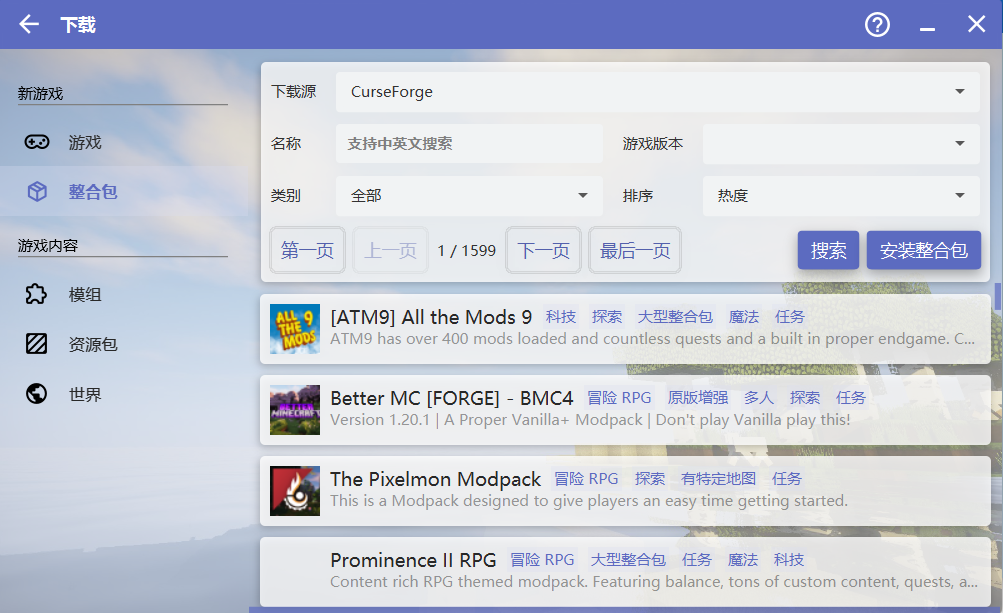 下载
新游戏
游戏
整合包
游戏内容
模组
资源包
世界
下载源 CurseForge
名称 支持中英文搜索 游戏版本
类别 全部 排序 热度
第一页 上一页 1 / 1599 下一页 最后一页 搜索 安装整合包
ALL THE MODS 9
[ATM9] All the Mods 9 科技 探索 大型整合包 魔法 任务
ATM9 has over 400 mods loaded and countless quests and a built in proper endgame. C...
MINECRAFT
Better MC [FORGE] - BMC4 冒险 RPG 原版增强 多人 探索 任务
Version 1.20.1 | A Proper Vanilla+ Modpack | Don't play Vanilla play this!
The Pixelmon Modpack 冒险 RPG 探索 有特定地图 任务
This is a Modpack designed to give players an easy time getting started.
Prominence II RPG 冒险 RPG 大型整合包 任务 魔法 科技
Content rich RPG themed modpack. Featuring balance, tons of custom content, quests, a...